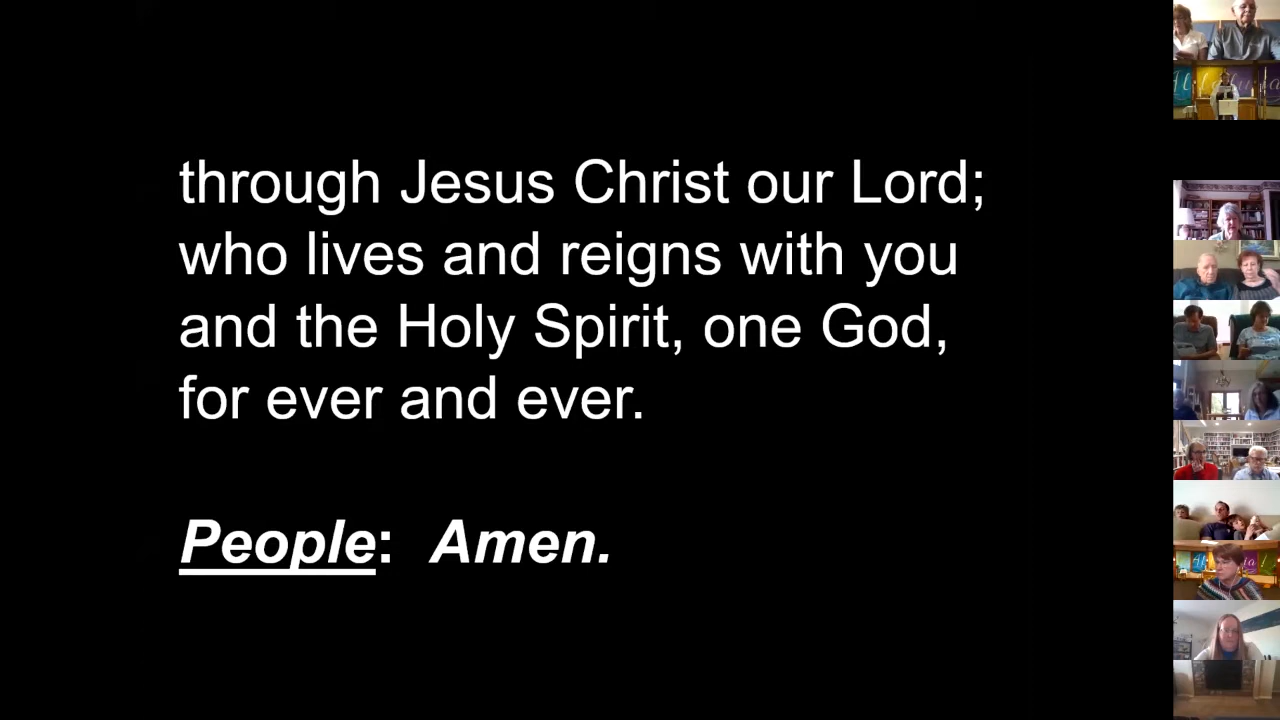 through Jesus Christ our Lord;
who lives and reigns with you
and the Holy Spirit, one God,
for ever and ever.
People: Amen.